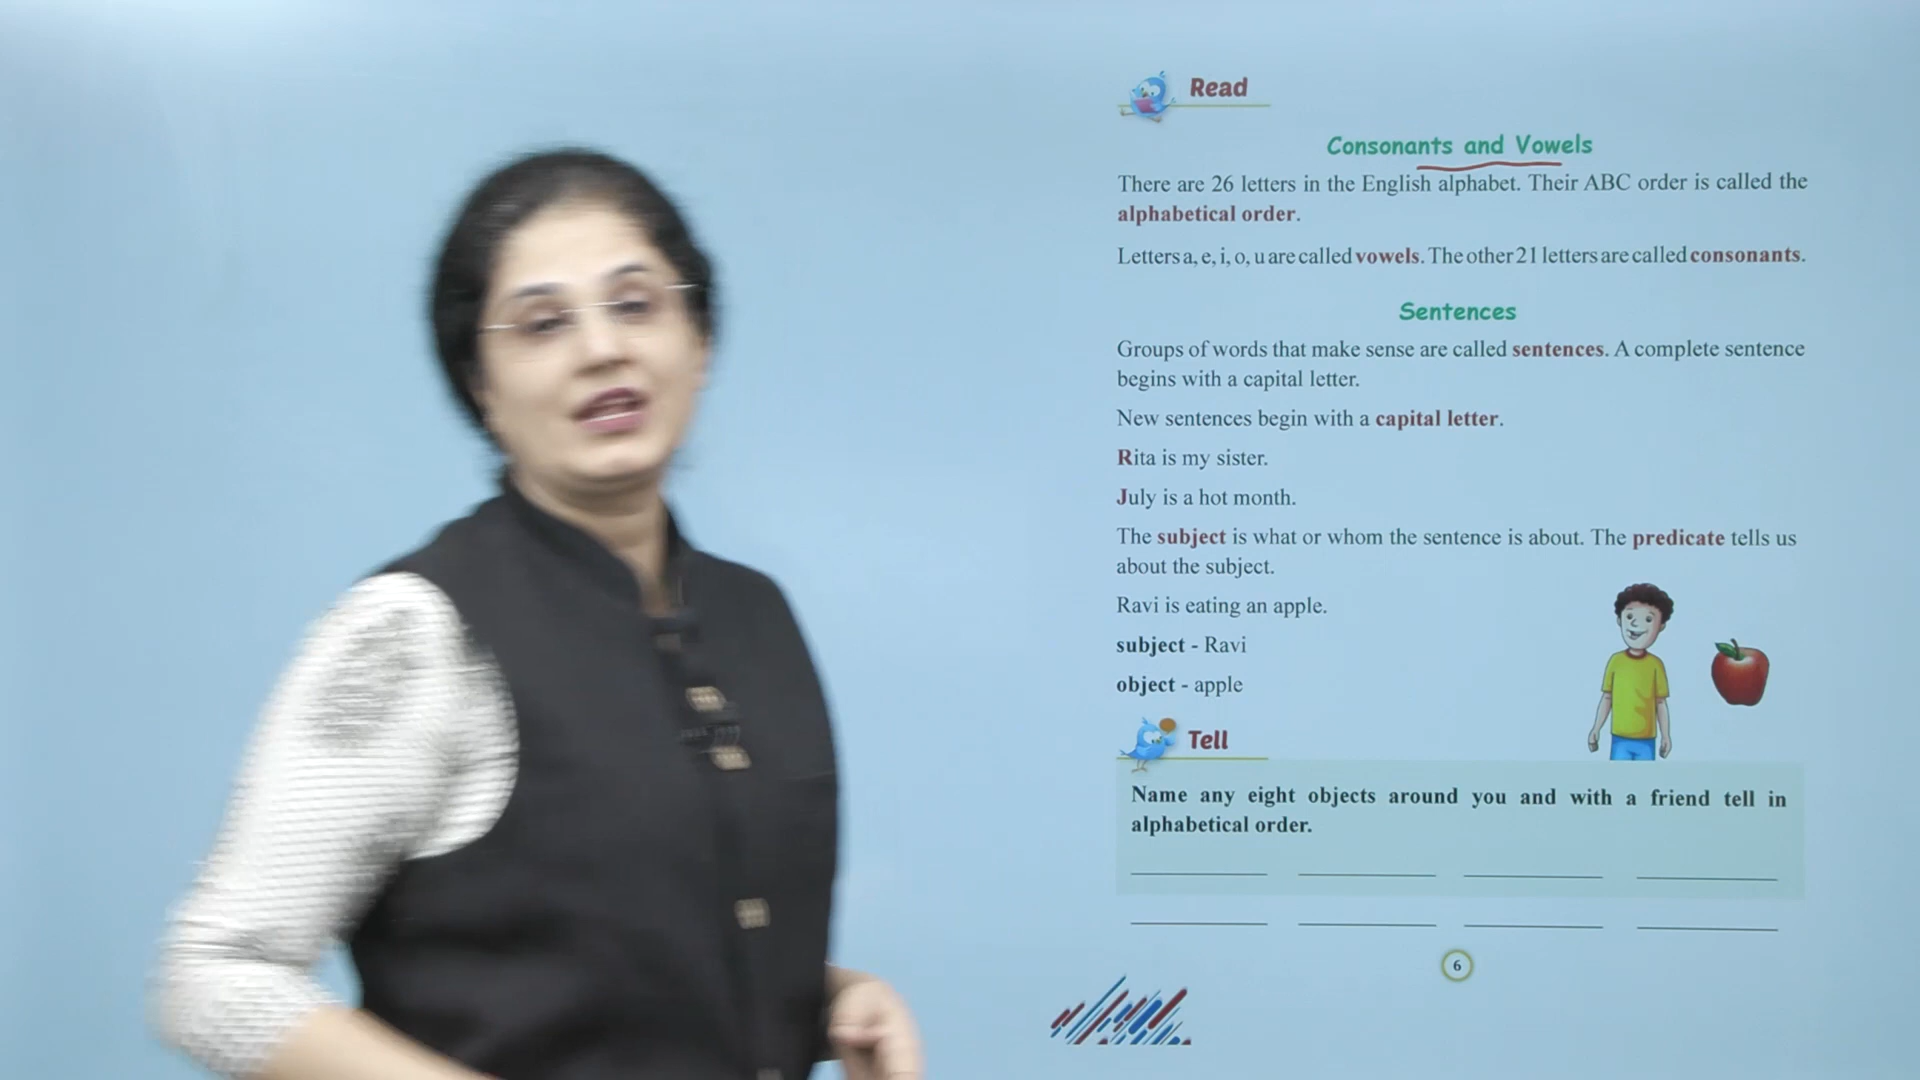 Read
Consonants and Vowels
There are 26 letters in the English alphabet. Their ABC order is called the
alphabetical order.
Letters a, e, i, o, u are called vowels. The other 21 letters are called consonants.
Sentences
Groups of words that make sense are called sentences. A complete sentence
begins with a capital letter.
New sentences begin with a capital letter.
Rita is my sister.
July is a hot month.
The subject is what or whom the sentence is about. The predicate tells us
about the subject.
Ravi is eating an apple.
subject - Ravi
object - apple
Tell
Name any eight objects around you and with a friend tell in
alphabetical order.
6